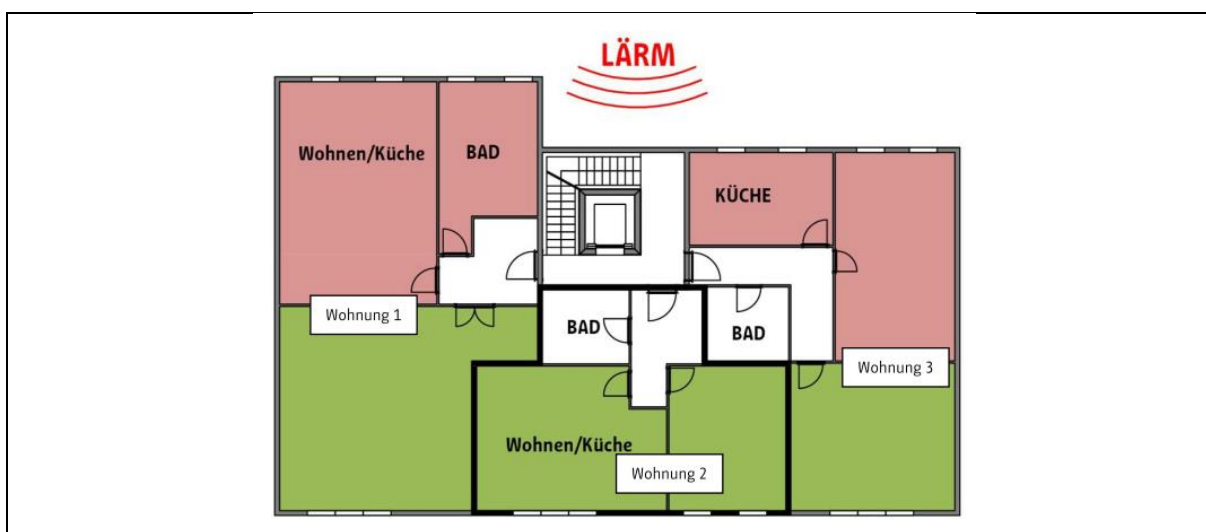 LÄRM
Wohnen/Küche
BAD
KÜCHE
Wohnung 1
BAD
BAD
Wohnung 3
Wohnen/Küche
Wohnung 2